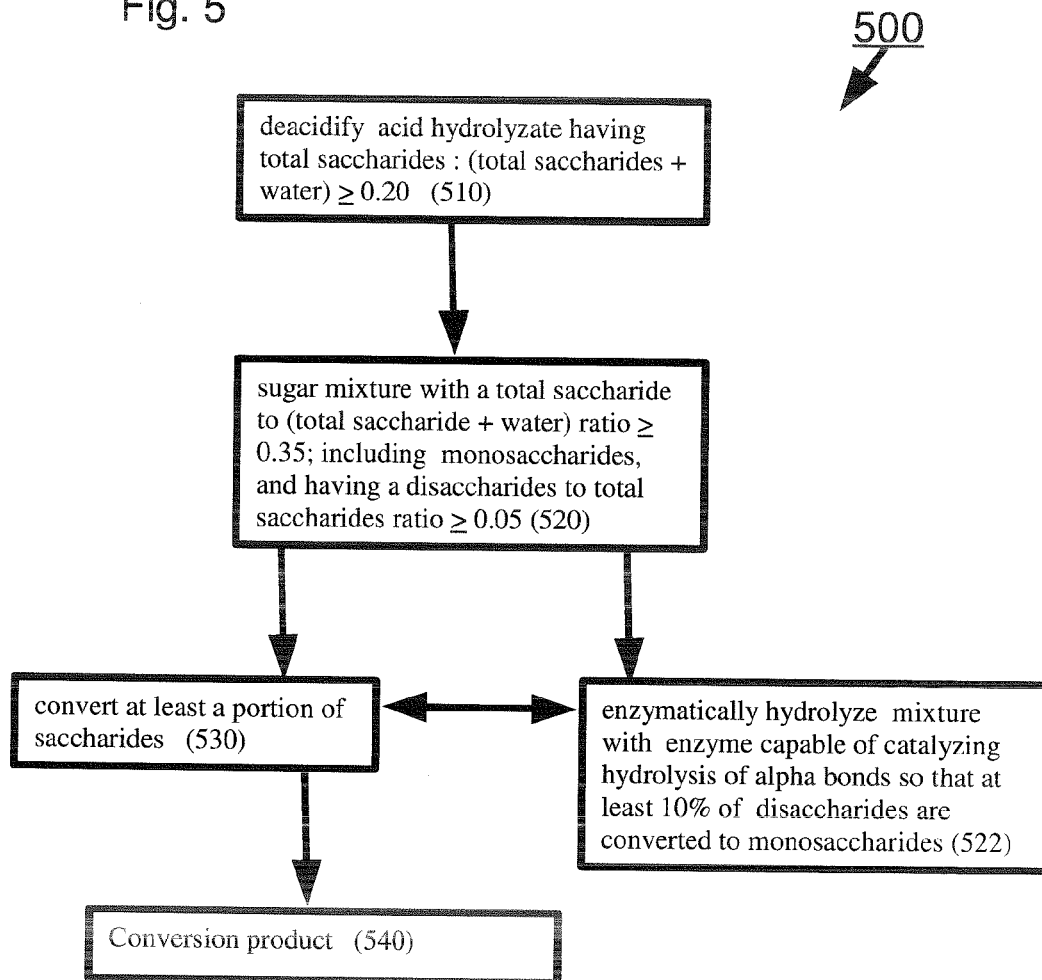 Fig. 5
500
deacidify acid hydrolyzate having
total saccharides : (total saccharides +
water) ≥ 0.20 (510)
sugar mixture with a total saccharide
to (total saccharide + water) ratio ≥
0.35; including monosaccharides,
and having a disaccharides to total
saccharides ratio ≥ 0.05 (520)
convert at least a portion of
saccharides (530)
enzymatically hydrolyze mixture
with enzyme capable of catalyzing
hydrolysis of alpha bonds so that at
least 10% of disaccharides are
converted to monosaccharides (522)
Conversion product (540)